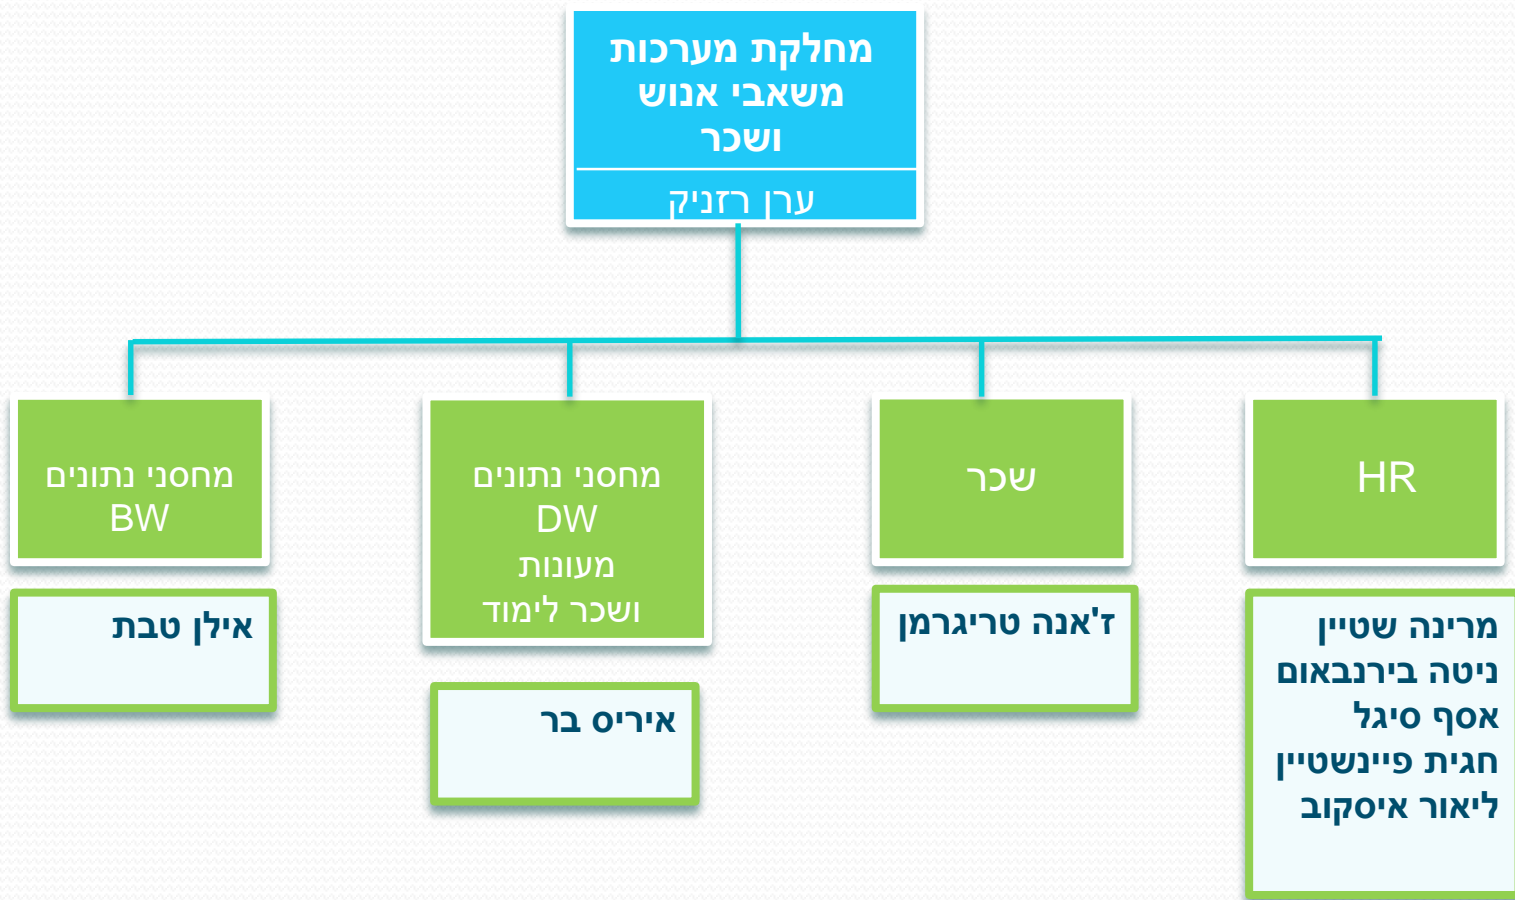 מחלקת מערכות
משאבי אנוש
ושכר
ערן רזניק
HR
מרינה שטיין
ניטה בירנבאום
אסף סיגל
חגית פיינשטיין
ליאור איסקוב
שכר
ז'אנה טריגרמן
מחסני נתונים
DW
מעונות
ושכר לימוד
איריס בר
מחסני נתונים
BW
אילן טבת